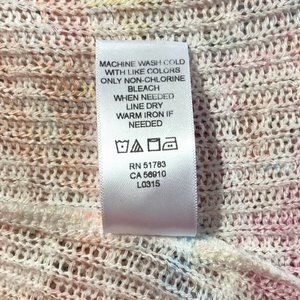 MACHINE WASH COLD
WITH LIKE COLORS
ONLY NON-CHLORINE
BLEACH
WHEN NEEDED
LINE DRY
WARM IRON IF
NEEDED
RN 51783
CA 56910
L0315